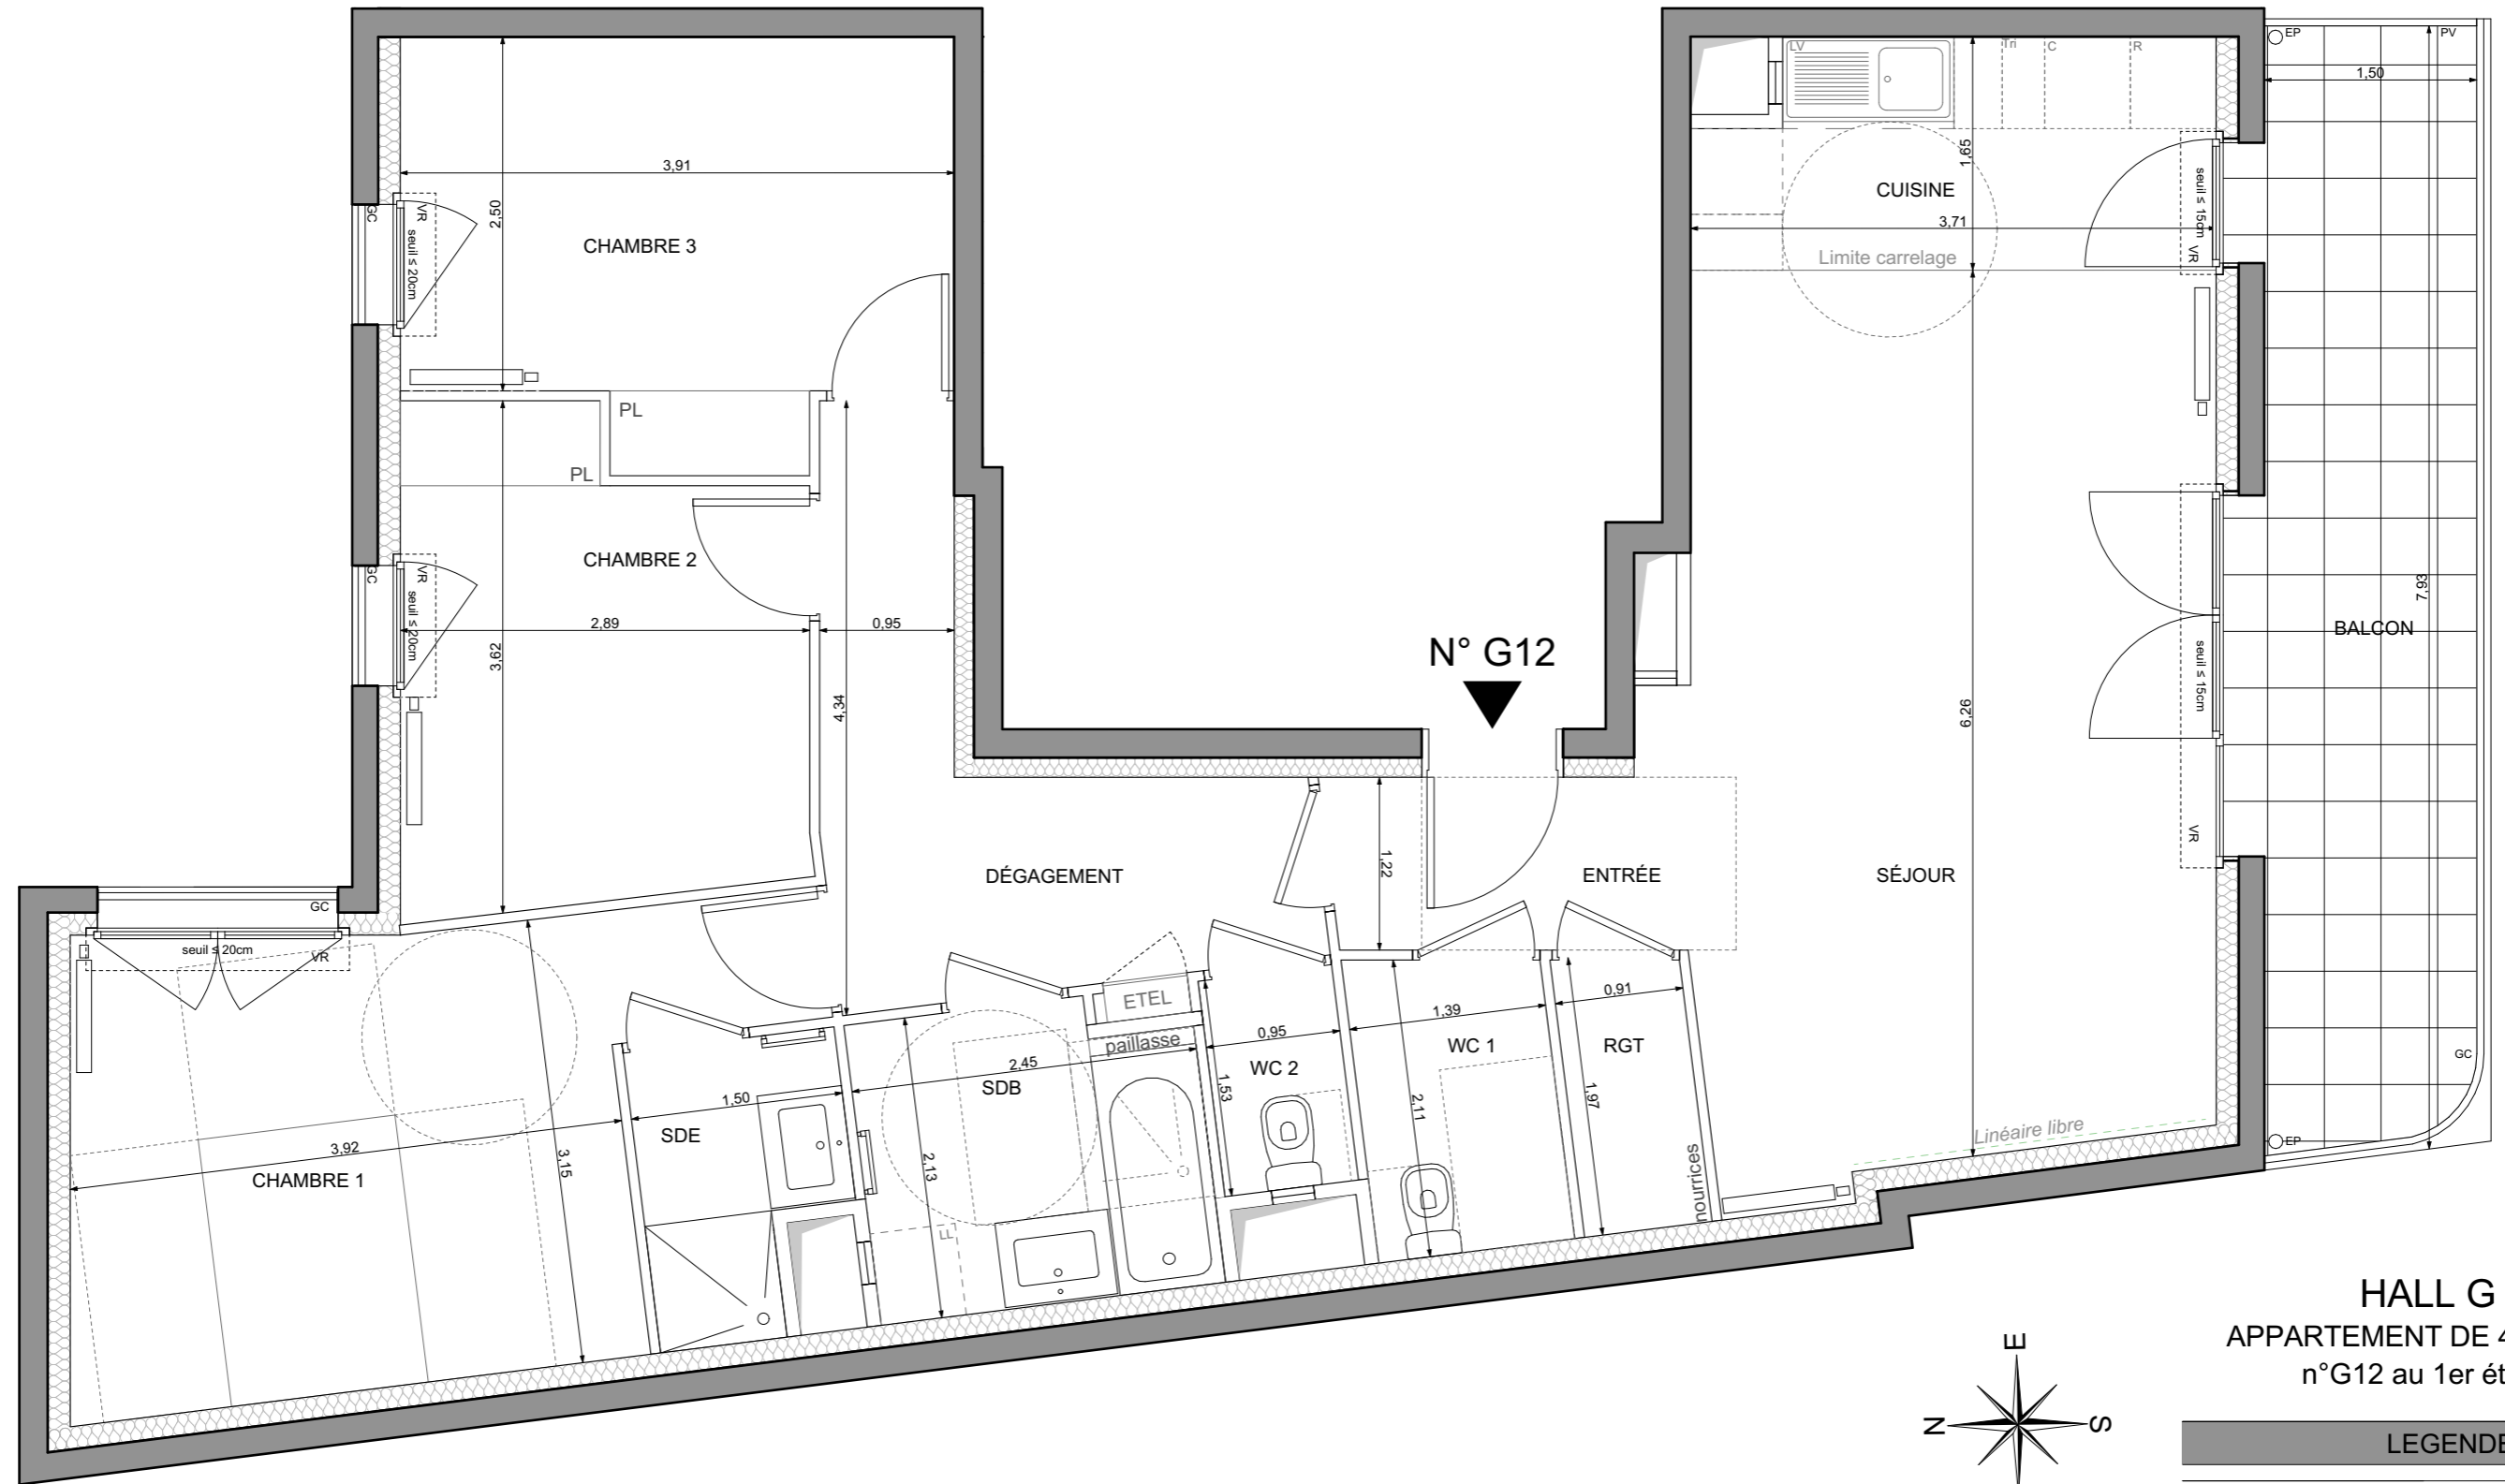 EP
PV
LV
Tri
C
R
1,50
3,91
2,50
CHAMBRE 3
GC
VR
seuil ≤ 20cm
1,65
CUISINE
3,71
Limite carrelage
seuil ≤ 15cm
VR
PL
PL
CHAMBRE 2
GC
VR
seuil ≤ 20cm
2,89
0,95
3,62
4,34
N° G12
6,26
seuil ≤ 15cm
VR
7,93
BALCON
DÉGAGEMENT
1,22
ENTRÉE
SÉJOUR
GC
seuil ≤ 20cm
VR
ETEL
paillasse
0,95
1,39
0,91
WC 1
RGT
WC 2
2,45
SDB
1,53
1,50
SDE
3,92
CHAMBRE 1
3,15
2,13
2,11
1,97
nourrices
Linéaire libre
GC
EP
LL
HALL G
APPARTEMENT DE 4
n°G12 au 1er ét
E
N
S
LEGENDE